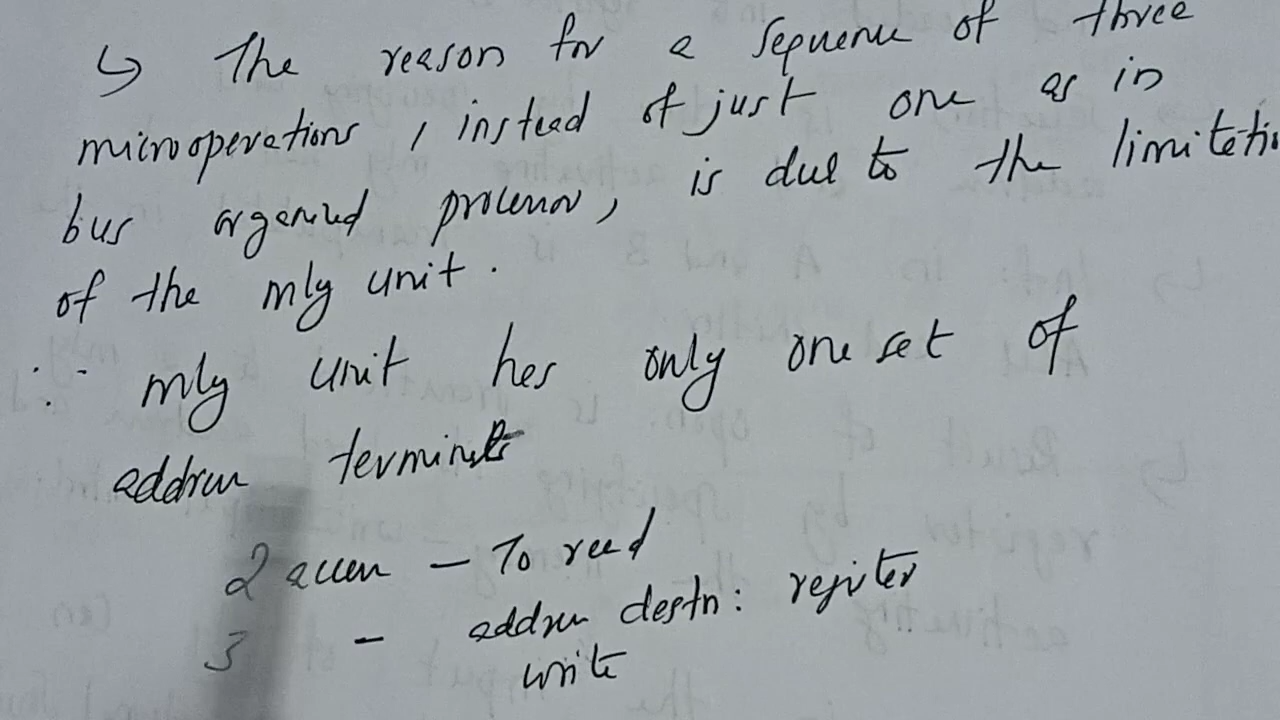 ↳ The reason for a sequence of three
microoperations, instead of just one as in
bus organized processor, is due to the limitatio
of the mly unit.
∵ mly unit has only one set of
address terminals
2 access - To read
3 - address destn: register
write